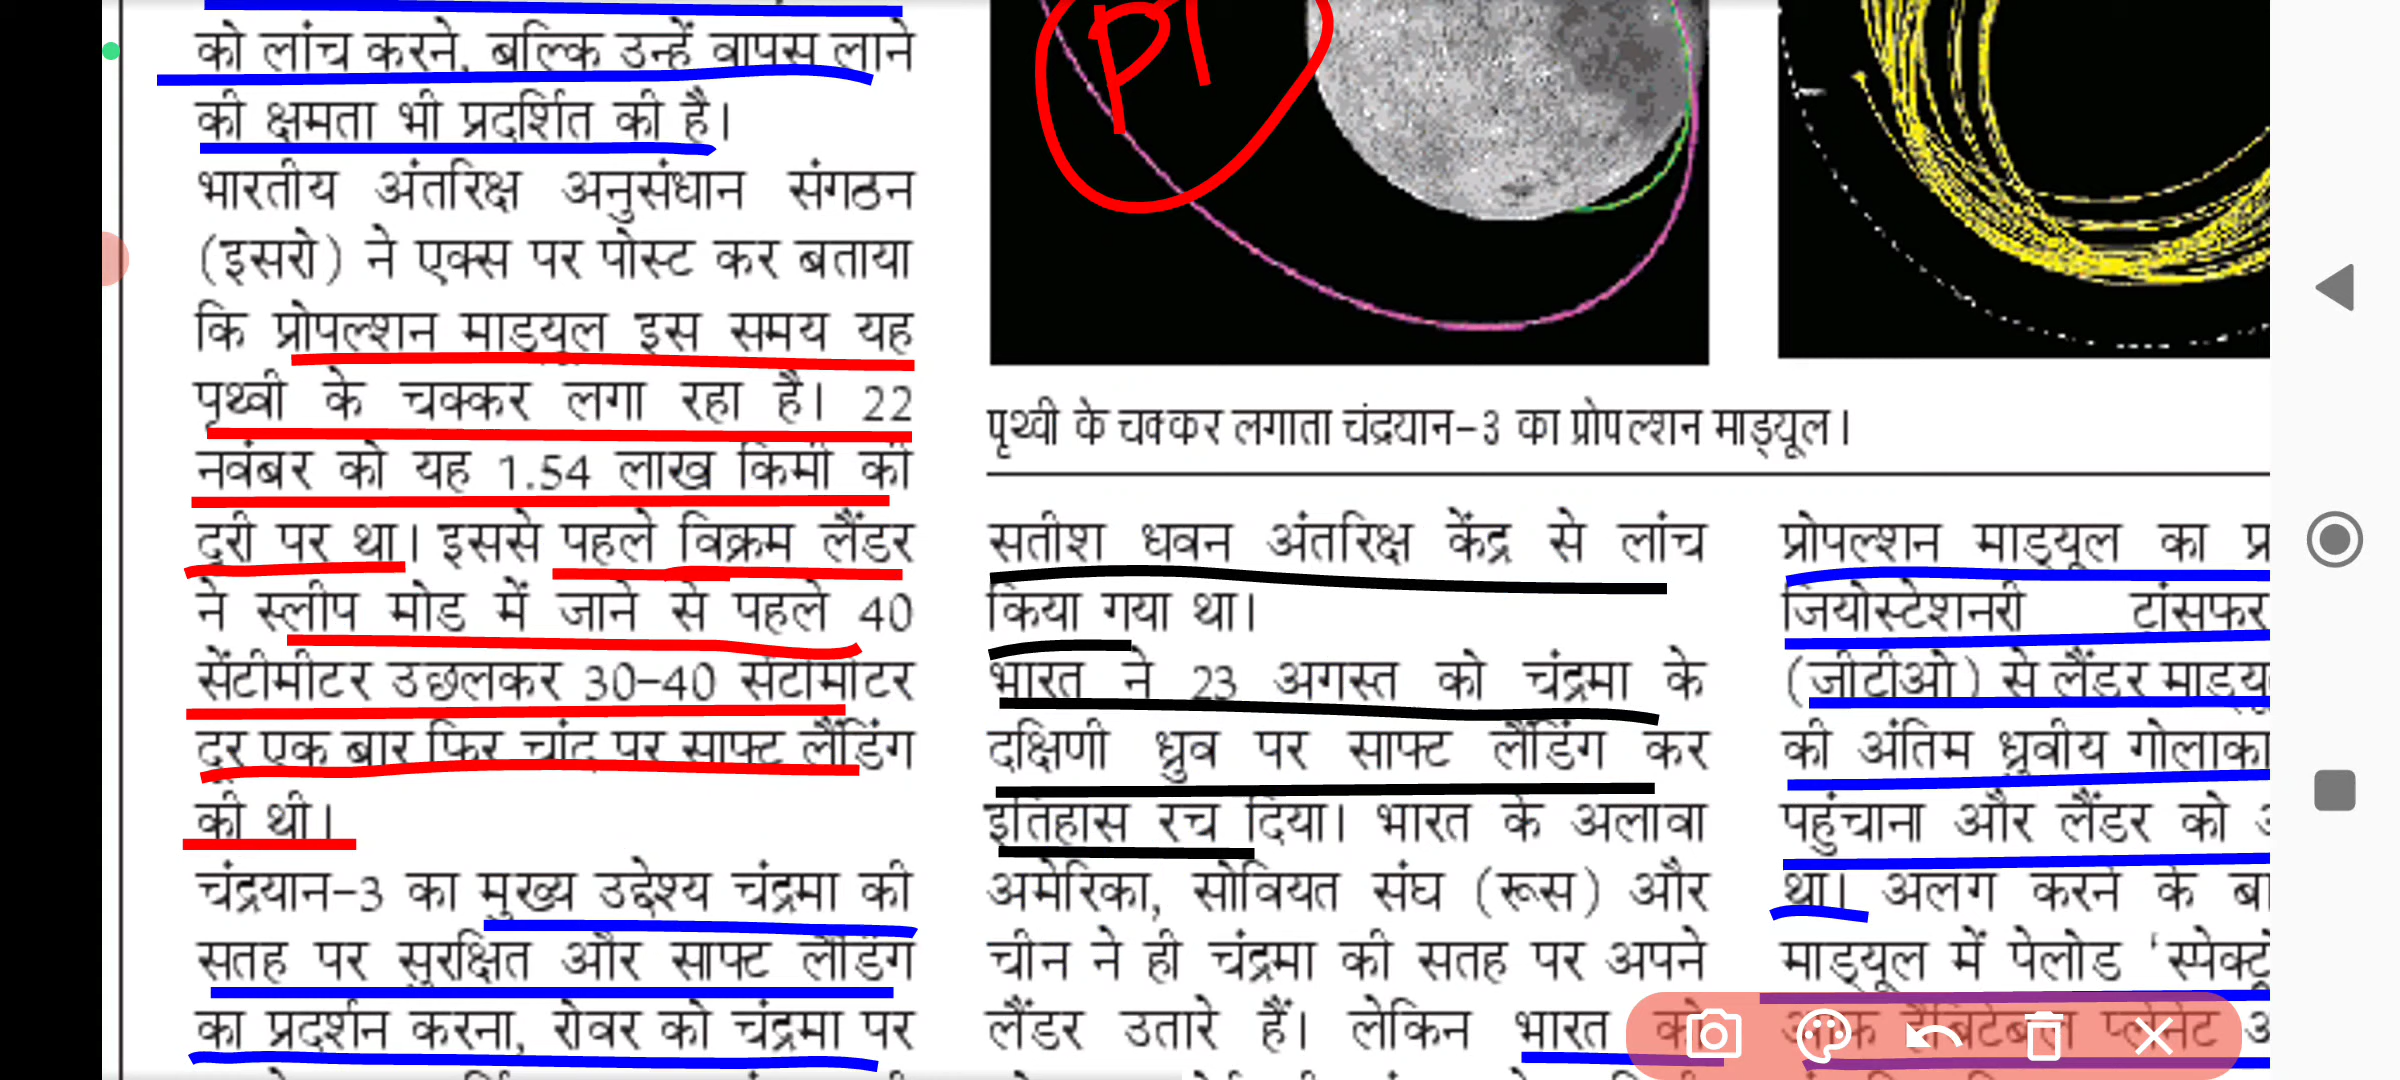 को लांच करने, बल्कि उन्हें वापस लाने
की क्षमता भी प्रदर्शित की है।
भारतीय अंतरिक्ष अनुसंधान संगठन
(इसरो) ने एक्स पर पोस्ट कर बताया
कि प्रोपल्शन माड्यूल इस समय यह
पृथ्वी के चक्कर लगा रहा है। 22
नवंबर को यह 1.54 लाख किमी की
दूरी पर था। इससे पहले विक्रम लैंडर
ने स्लीप मोड में जाने से पहले 40
सेंटीमीटर उछलकर 30-40 सेंटीमीटर
दूर एक बार फिर चांद पर साफ्ट लैंडिंग
की थी।
चंद्रयान-3 का मुख्य उद्देश्य चंद्रमा की
सतह पर सुरक्षित और साफ्ट लैंडिंग
का प्रदर्शन करना, रोवर को चंद्रमा पर
पृथ्वी के चक्कर लगाता चंद्रयान-3 का प्रोपल्शन माड्यूल।
सतीश धवन अंतरिक्ष केंद्र से लांच
किया गया था।
भारत ने 23 अगस्त को चंद्रमा के
दक्षिणी ध्रुव पर साफ्ट लैंडिंग कर
इतिहास रच दिया। भारत के अलावा
अमेरिका, सोवियत संघ (रूस) और
चीन ने ही चंद्रमा की सतह पर अपने
लैंडर उतारे हैं। लेकिन भारत को
प्रोपल्शन माड्यूल का प्र
जियोस्टेशनरी ट्रांसफर
(जीटीओ) से लैंडर माड्यू
की अंतिम ध्रुवीय गोलाका
पहुंचाना और लैंडर को
था। अलग करने के बा
माड्यूल में पेलोड 'स्पेक्ट्रो
आफ हैबिटेबल प्लेनेट